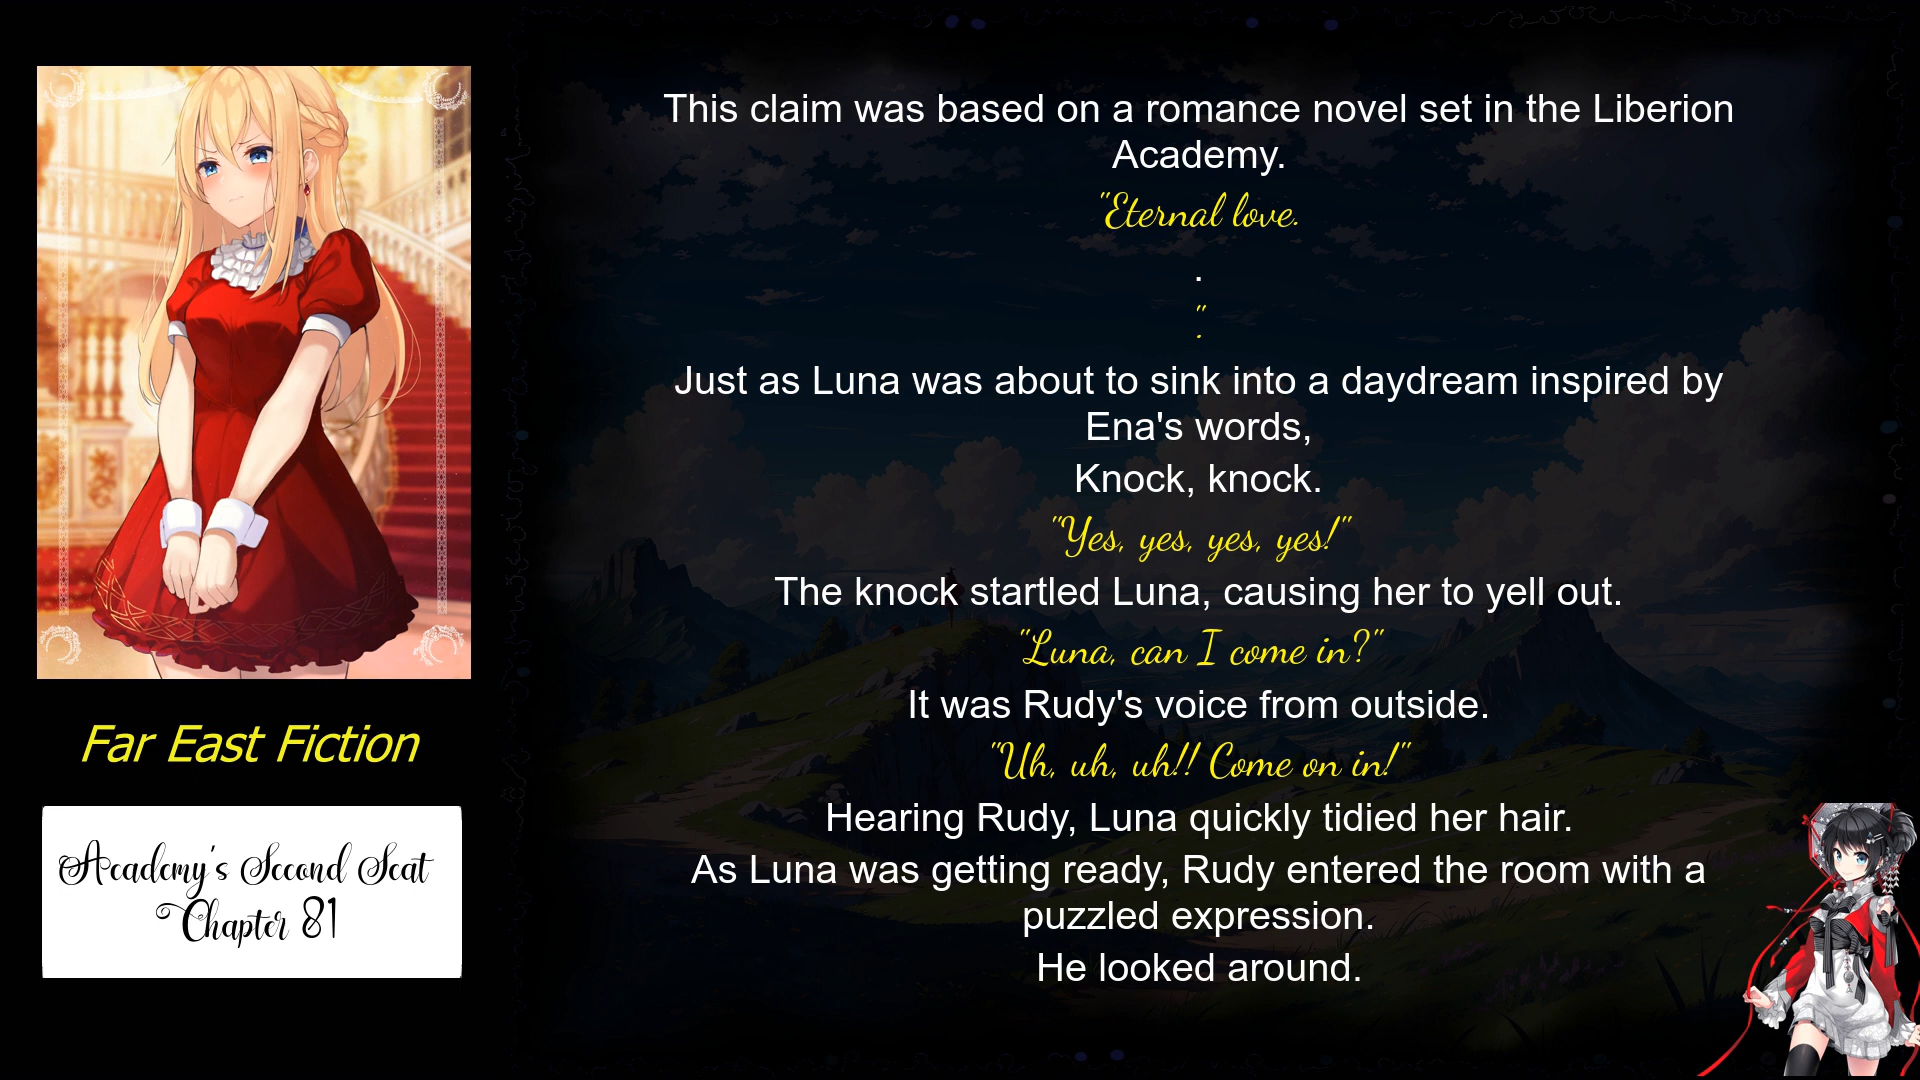 This claim was based on a romance novel set in the Liberion
Academy.
"Eternal love.
.
."
Just as Luna was about to sink into a daydream inspired by
Ena's words,
Knock, knock.
"Yes, yes, yes, yes!"
The knock startled Luna, causing her to yell out.
"Luna, can I come in?"
It was Rudy's voice from outside.
"Uh, uh, uh!! Come on in!"
Hearing Rudy, Luna quickly tidied her hair.
As Luna was getting ready, Rudy entered the room with a
puzzled expression.
He looked around.
Far East Fiction
Academy's Second Seat
Chapter 81